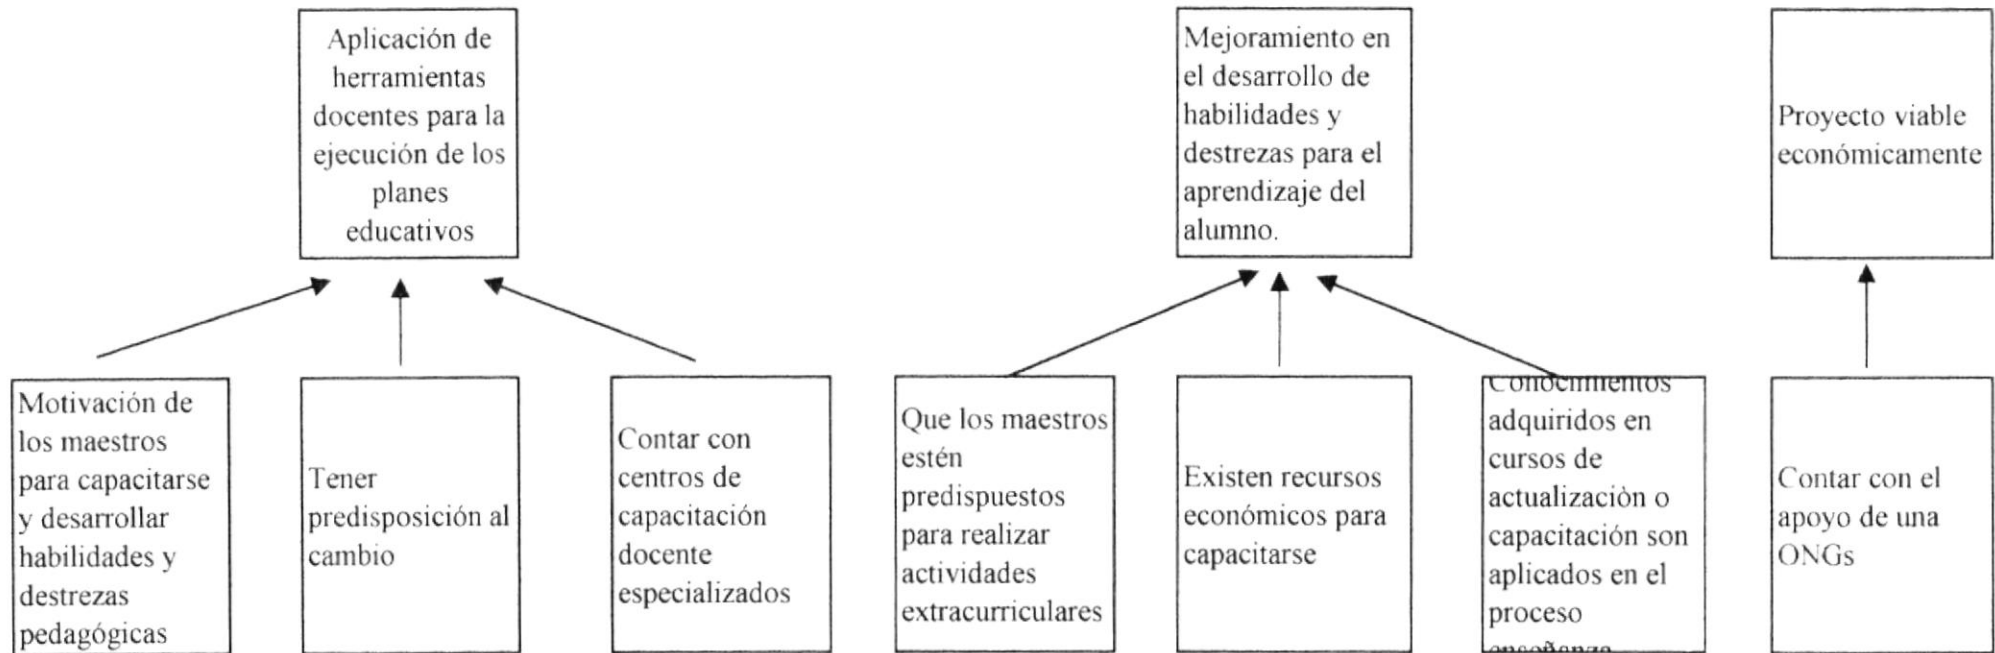 Aplicación de
herramientas
docentes para la
ejecución de los
planes
educativos
Mejoramiento en
el desarrollo de
habilidades y
destrezas para el
aprendizaje del
alumno.
Proyecto viable
económicamente
Motivación de
los maestros
para capacitarse
y desarrollar
habilidades y
destrezas
pedagógicas
Tener
predisposición al
cambio
Contar con
centros de
capacitación
docente
especializados
Que los maestros
estén
predispuestos
para realizar
actividades
extracurriculares
Existen recursos
económicos para
capacitarse
Conocimientos
adquiridos en
cursos de
actualización o
capacitación son
aplicados en el
proceso
enseñanza
Contar con el
apoyo de una
ONGs